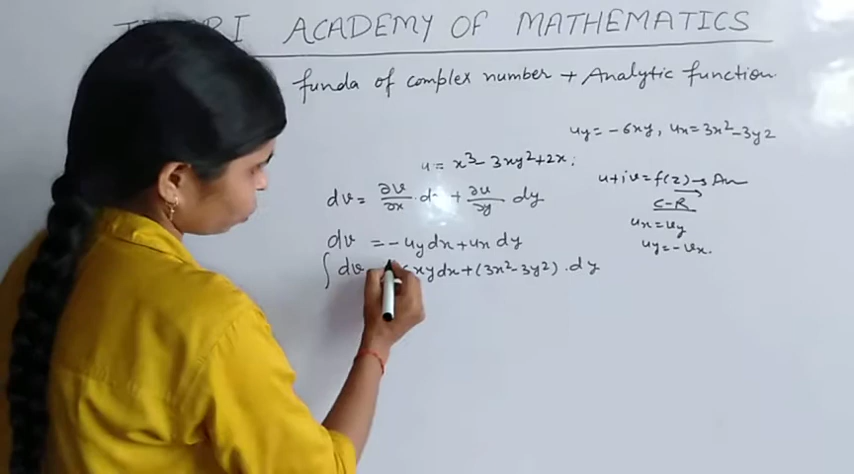 ACADEMY OF MATHEMATICS
funda of complex number + Analytic function
uy = -6xy, ux = 3x²-3y2
u = x³- 3xy²+2x;
u+iv = f(z) → An
C-R
ux = vy
uy = -vx.
dv = ∂v/∂x · d + ∂v/∂y dy
dv = - uy dx + ux dy
∫ dv xy dx + (3x²- 3y²) . dy